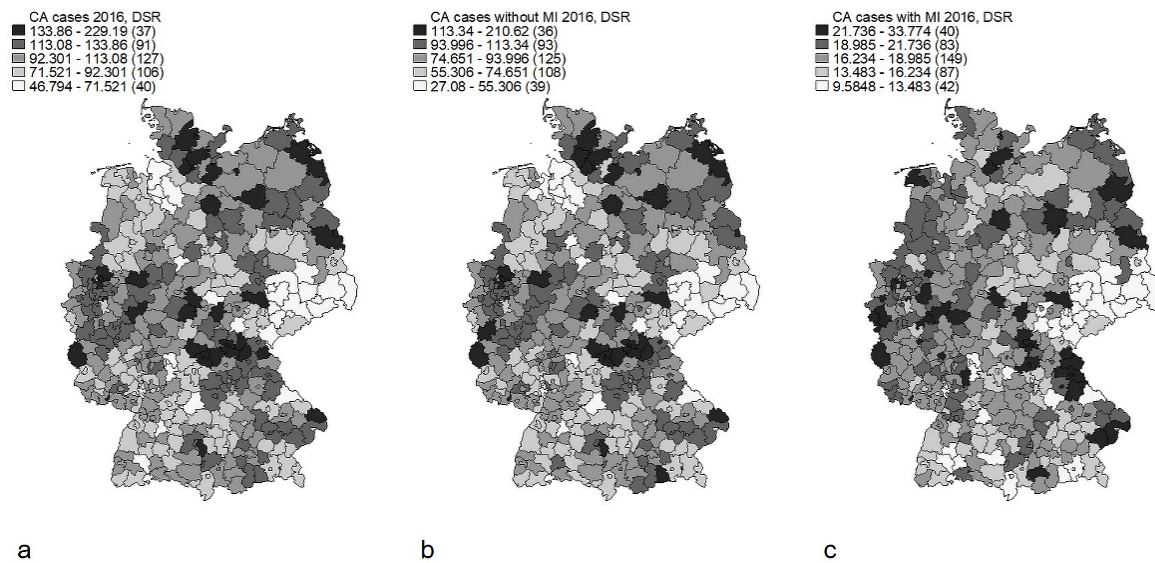 CA cases 2016, DSR
133.86 - 229.19 (37)
113.08 - 133.86 (91)
92.301 - 113.08 (127)
71.521 - 92.301 (106)
46.794 - 71.521 (40)
CA cases without MI 2016, DSR
113.34 - 210.62 (36)
93.996 - 113.34 (93)
74.651 - 93.996 (125)
55.306 - 74.651 (108)
27.08 - 55.306 (39)
CA cases with MI 2016, DSR
21.736 - 33.774 (40)
18.985 - 21.736 (83)
16.234 - 18.985 (149)
13.483 - 16.234 (87)
9.5848 - 13.483 (42)
a
b
c